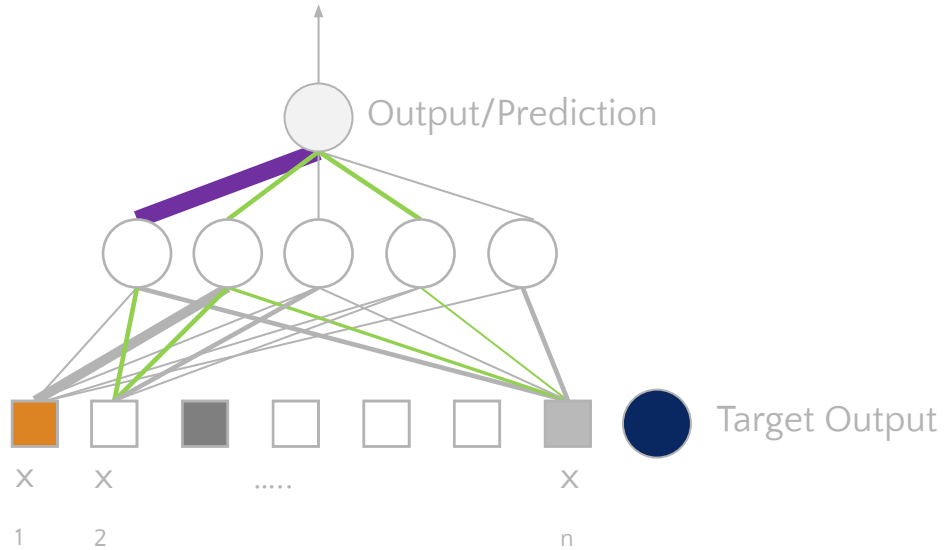 Output/Prediction
Target Output
x x ..... x
1 2 n